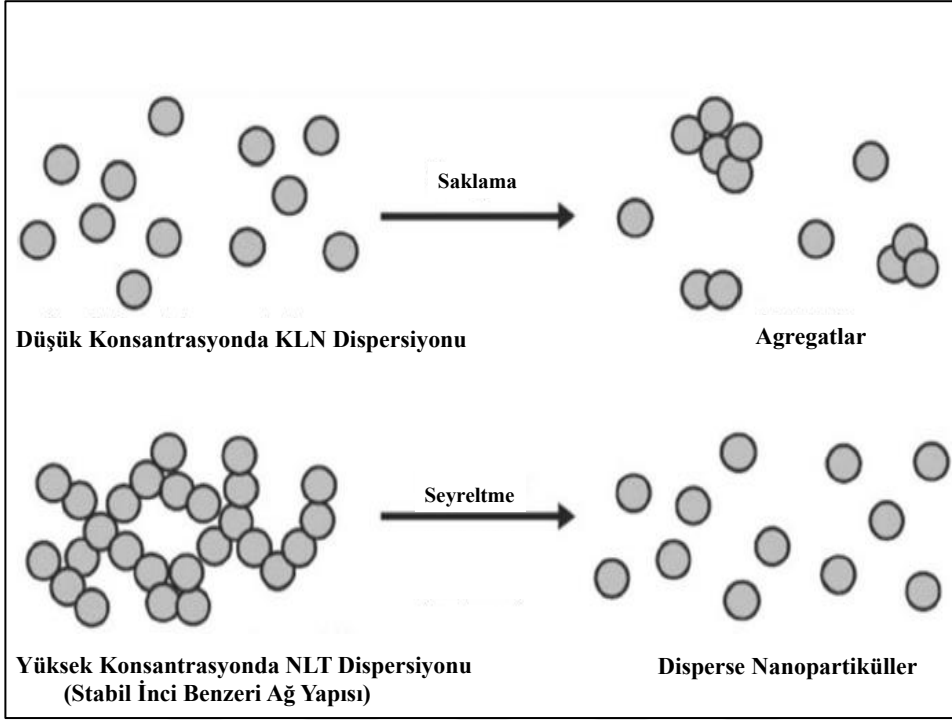 Saklama
Düşük Konsantrasyonda KLN Dispersiyonu
Agregatlar
Seyreltme
Yüksek Konsantrasyonda NLT Dispersiyonu
(Stabil İnci Benzeri Ağ Yapısı)
Disperse Nanopartiküller